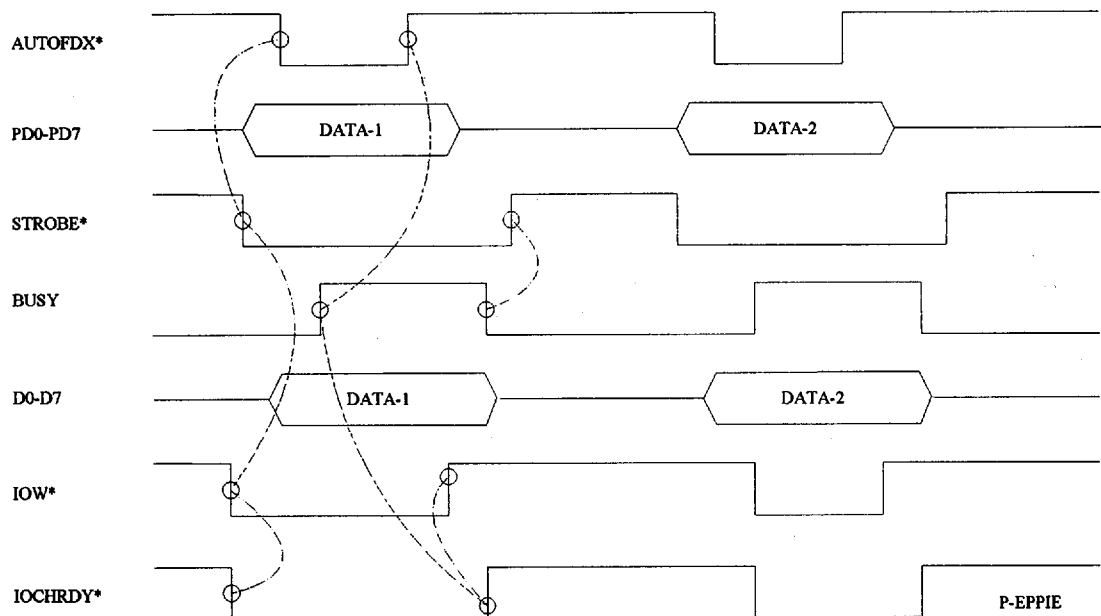 AUTOFDX*
PD0-PD7
DATA-1
DATA-2
STROBE*
BUSY
D0-D7
DATA-1
DATA-2
IOW*
IOCHRDY*
P-EPPIE